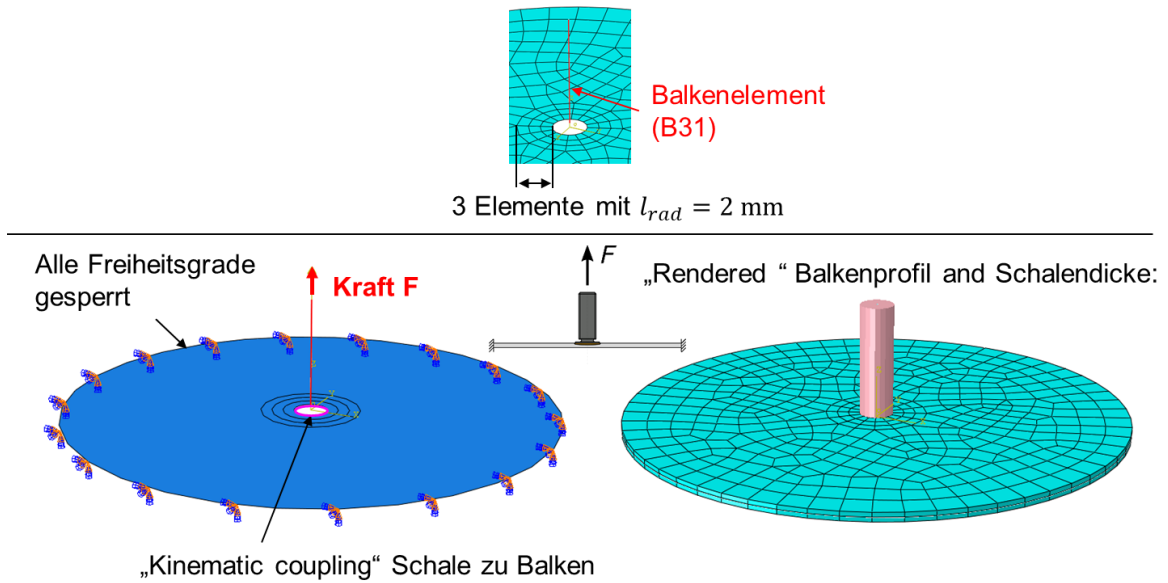 Balkenelement
(B31)
3 Elemente mit l_rad = 2 mm
Alle Freiheitsgrade
gesperrt
Kraft F
F
„Rendered “ Balkenprofil and Schalendicke:
„Kinematic coupling“ Schale zu Balken